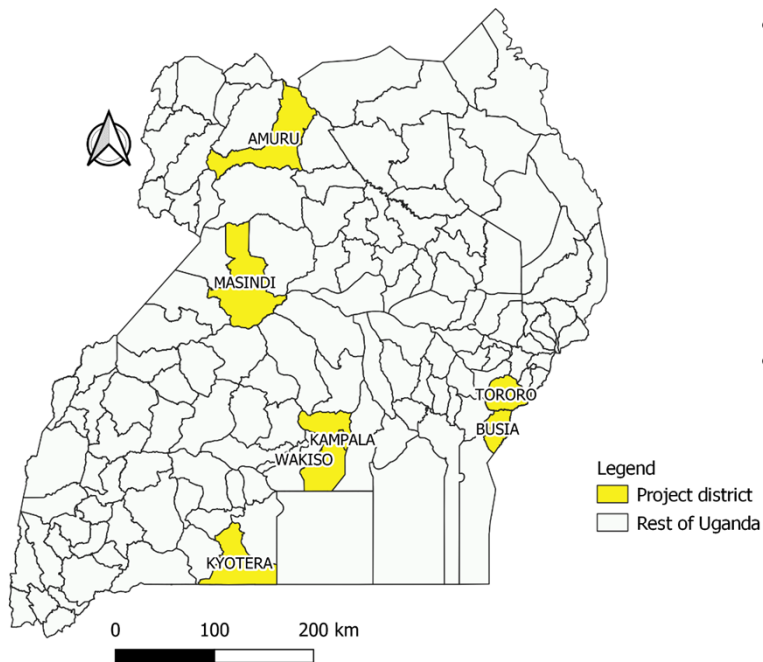 AMURU
MASINDI
TORORO
BUSIA
KAMPALA
WAKISO
KYOTERA
Legend
Project district
Rest of Uganda
0 100 200 km